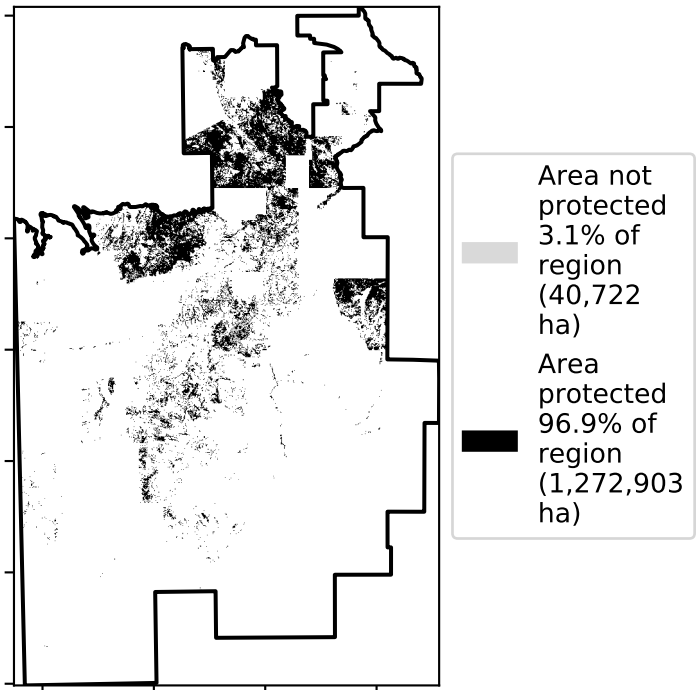 Area not
protected
3.1% of
region
(40,722
ha)
Area
protected
96.9% of
region
(1,272,903
ha)